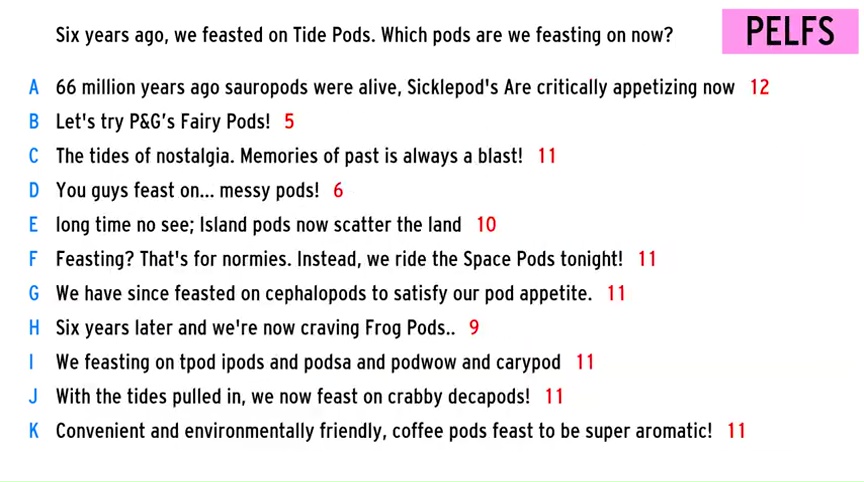 Six years ago, we feasted on Tide Pods. Which pods are we feasting on now?
PELFS
A 66 million years ago sauropods were alive, Sicklepod's Are critically appetizing now 12
B Let's try P&G’s Fairy Pods! 5
C The tides of nostalgia. Memories of past is always a blast! 11
D You guys feast on... messy pods! 6
E long time no see; Island pods now scatter the land 10
F Feasting? That's for normies. Instead, we ride the Space Pods tonight! 11
G We have since feasted on cephalopods to satisfy our pod appetite. 11
H Six years later and we're now craving Frog Pods.. 9
I We feasting on tpod ipods and podsa and podwow and carypod 11
J With the tides pulled in, we now feast on crabby decapods! 11
K Convenient and environmentally friendly, coffee pods feast to be super aromatic! 11